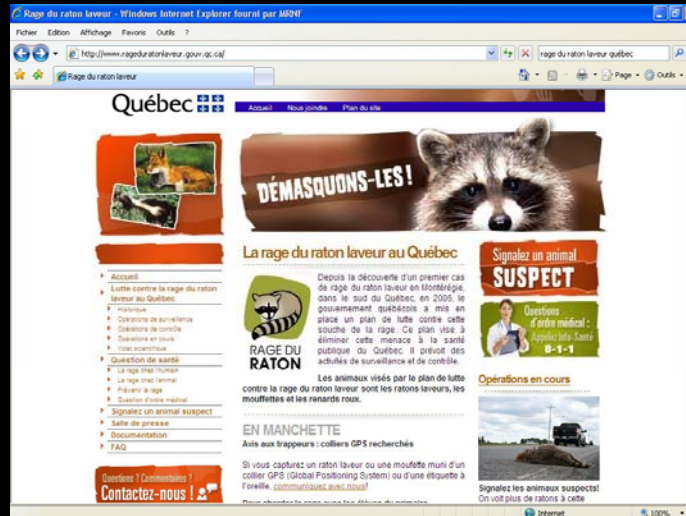 Rage du raton laveur - Windows Internet Explorer fourni par MRNF
Fichier Edition Affichage Favoris Outils ?
http://www.rageduratonlaveur.gouv.qc.ca/
rage du raton laveur québec
Rage du raton laveur
Page Outils
Québec
Accueil Nous joindre Plan du site
DÉMASQUONS-LES!
Accueil
Lutte contre la rage du raton
laveur au Québec
Historique
Opérations de surveillance
Opérations de contrôle
Opérations en cours
Volet scientifique
Question de santé
La rage chez l'humain
La rage chez l'animal
Prévenir la rage
Question d'ordre médical
Signalez un animal suspect
Salle de presse
Documentation
FAQ
Questions ? Commentaires ?
Contactez-nous !
La rage du raton laveur au Québec
RAGE DU
RATON
Depuis la découverte d'un premier cas
de rage du raton laveur en Montérégie,
dans le sud du Québec, en 2006, le
gouvernement québécois a mis en
place un plan de lutte contre cette
souche de la rage. Ce plan vise à
éliminer cette menace à la santé
publique du Québec. Il prévoit des
activités de surveillance et de contrôle.
Les animaux visés par le plan de lutte
contre la rage du raton laveur sont les ratons laveurs, les
mouffettes et les renards roux.
EN MANCHETTE
Avis aux trappeurs : colliers GPS recherchés
Si vous capturez un raton laveur ou une moufette muni d'un
collier GPS (Global Positioning System) ou d'une étiquette à
l'oreille, communiquez avec nous!
Signalez un animal
SUSPECT
Questions
d'ordre médical :
Appelez Info-Santé
8-1-1
Opérations en cours
Signalez les animaux suspects!
On voit plus de ratons à cette
Internet
100%